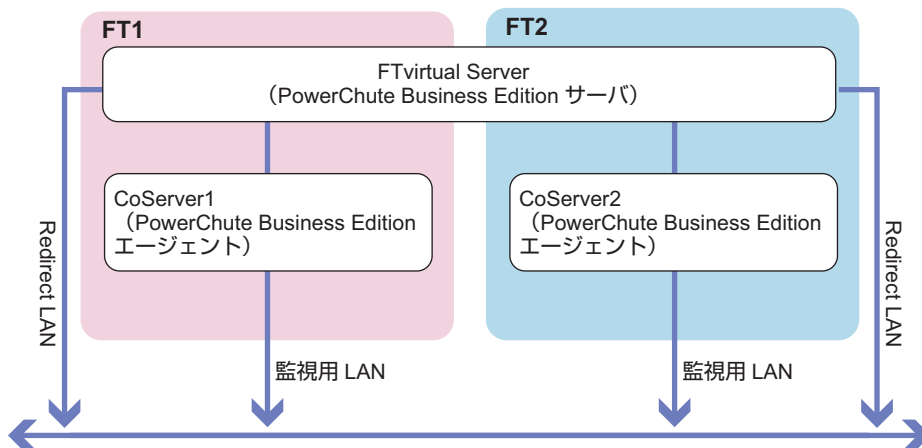 FT1
FT2
FTvirtual Server
（PowerChute Business Edition サーバ）
CoServer1
（PowerChute Business Edition
エージェント）
CoServer2
（PowerChute Business Edition
エージェント）
Redirect LAN
Redirect LAN
監視用 LAN
監視用 LAN